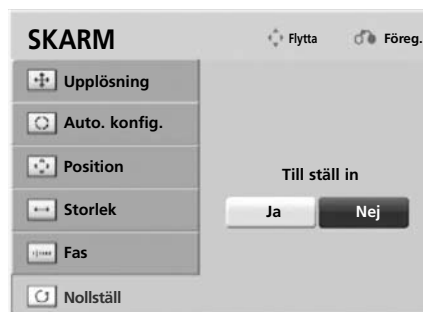 SKARM
Flytta
Föreg.
Upplösning
Auto. konfig.
Position
Storlek
Fas
Nollställ
Till ställ in
Ja
Nej